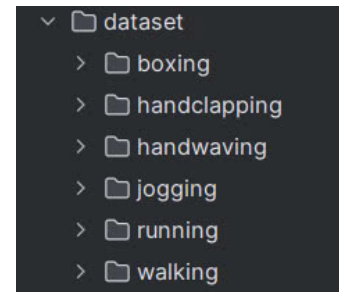 dataset
boxing
handclapping
handwaving
jogging
running
walking